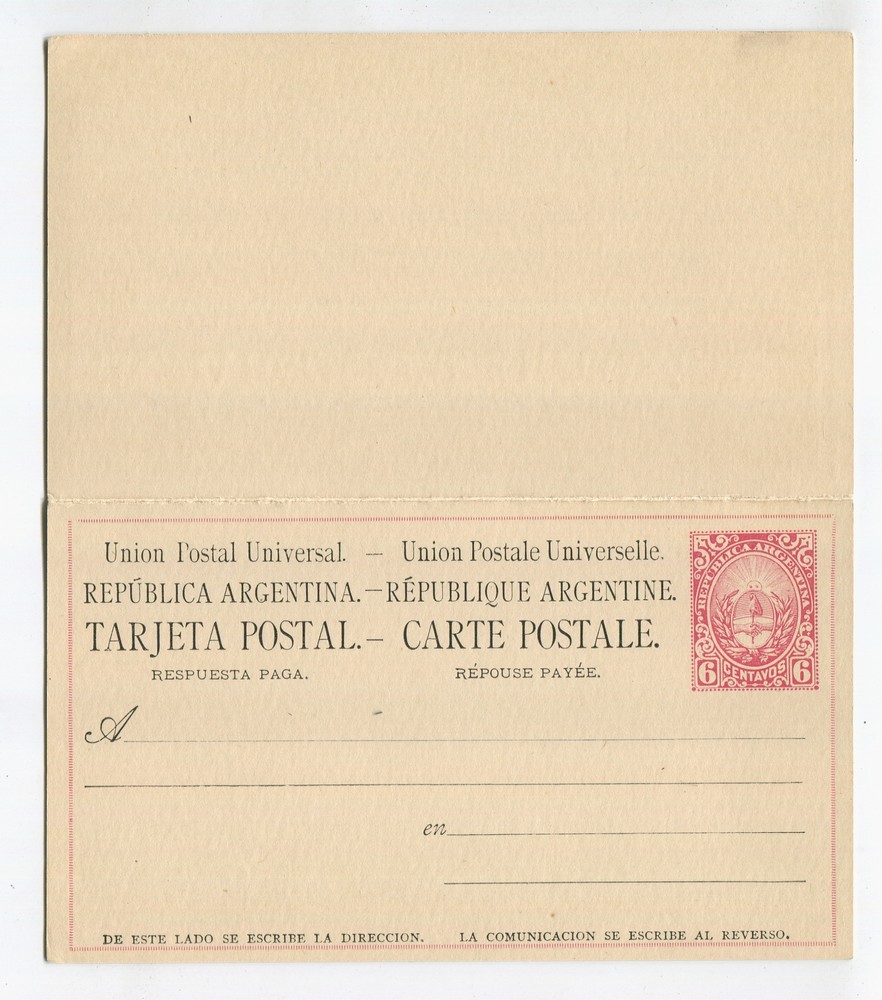 Union Postal Universal. — Union Postale Universelle.
REPÚBLICA ARGENTINA.—RÉPUBLIQUE ARGENTINE.
TARJETA POSTAL.— CARTE POSTALE.
RESPUESTA PAGA. RÉPOUSE PAYÉE.
REPUBLICA ARGENTINA
6 CENTAVOS 6
A
en
DE ESTE LADO SE ESCRIBE LA DIRECCION. LA COMUNICACION SE ESCRIBE AL REVERSO.